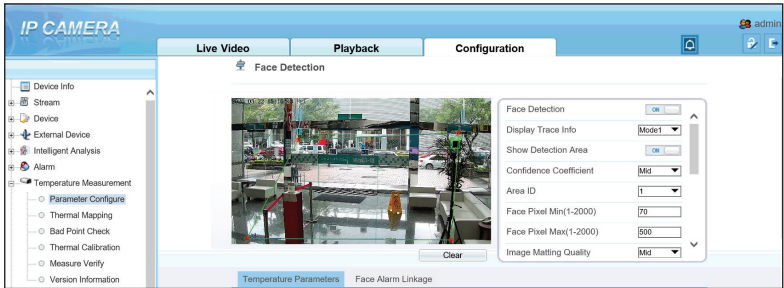 IP CAMERA
admin
Live Video
Playback
Configuration
Face Detection
Device Info
Stream
Device
External Device
Intelligent Analysis
Alarm
Temperature Measurement
Parameter Configure
Thermal Mapping
Bad Point Check
Thermal Calibration
Measure Verify
Version Information
Face Detection ON
Display Trace Info Mode1
Show Detection Area ON
Confidence Coefficient Mid
Area ID 1
Face Pixel Min(1-2000) 70
Face Pixel Max(1-2000) 500
Image Matting Quality Mid
Clear
Temperature Parameters
Face Alarm Linkage